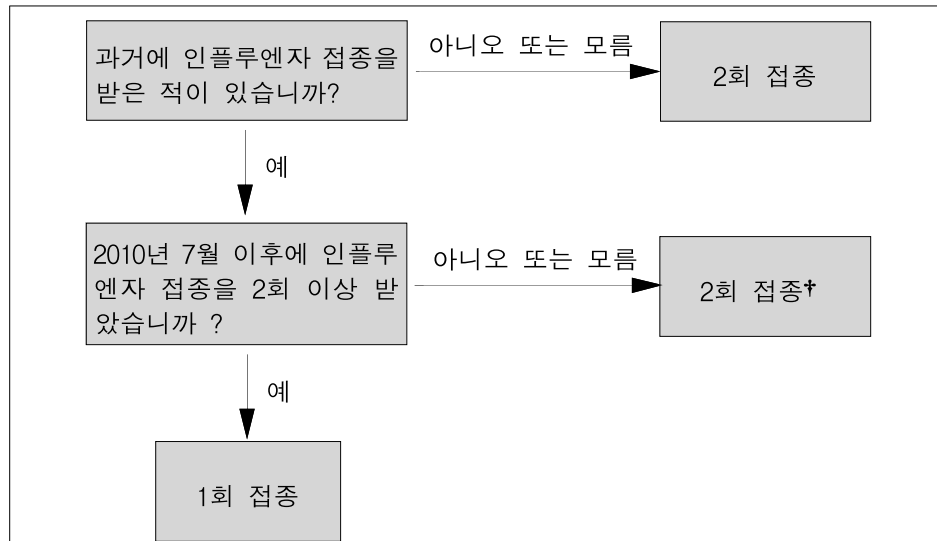 과거에 인플루엔자 접종을
받은 적이 있습니까?
아니오 또는 모름
2회 접종
예
2010년 7월 이후에 인플루
엔자 접종을 2회 이상 받
았습니까 ?
아니오 또는 모름
2회 접종†
예
1회 접종